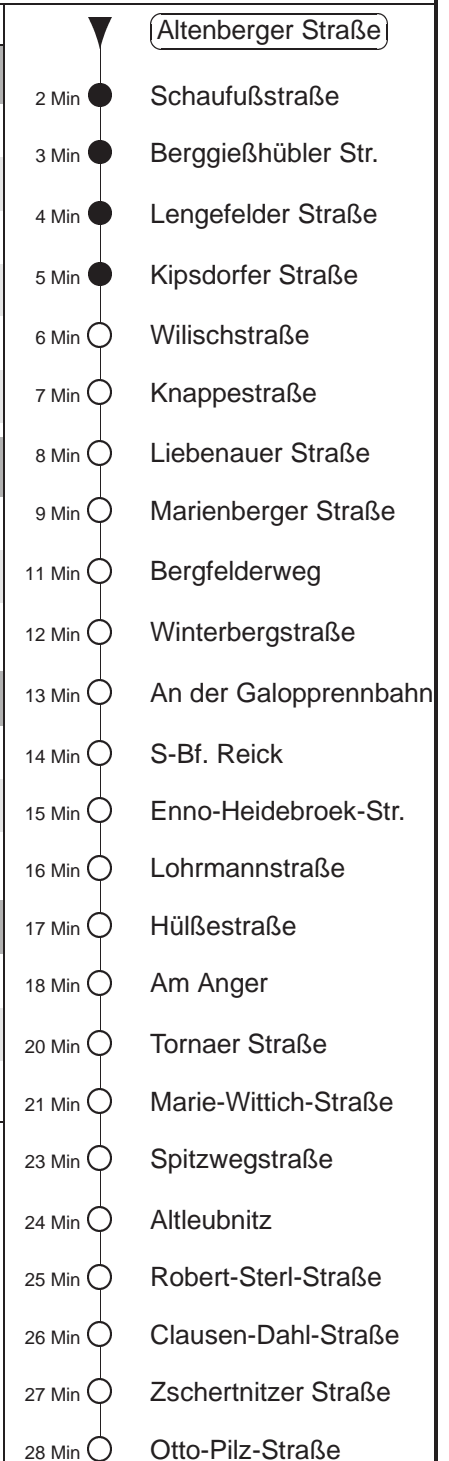 Altenberger Straße
2 Min Schaufußstraße
3 Min Berggießhübler Str.
4 Min Lengefelder Straße
5 Min Kipsdorfer Straße
6 Min Wilischstraße
7 Min Knappestraße
8 Min Liebenauer Straße
9 Min Marienberger Straße
11 Min Bergfelderweg
12 Min Winterbergstraße
13 Min An der Galopprennbahn
14 Min S-Bf. Reick
15 Min Enno-Heidebroek-Str.
16 Min Lohrmannstraße
17 Min Hülßestraße
18 Min Am Anger
20 Min Tornaer Straße
21 Min Marie-Wittich-Straße
23 Min Spitzwegstraße
24 Min Altleubnitz
25 Min Robert-Sterl-Straße
26 Min Clausen-Dahl-Straße
27 Min Zschertnitzer Straße
28 Min Otto-Pilz-Straße